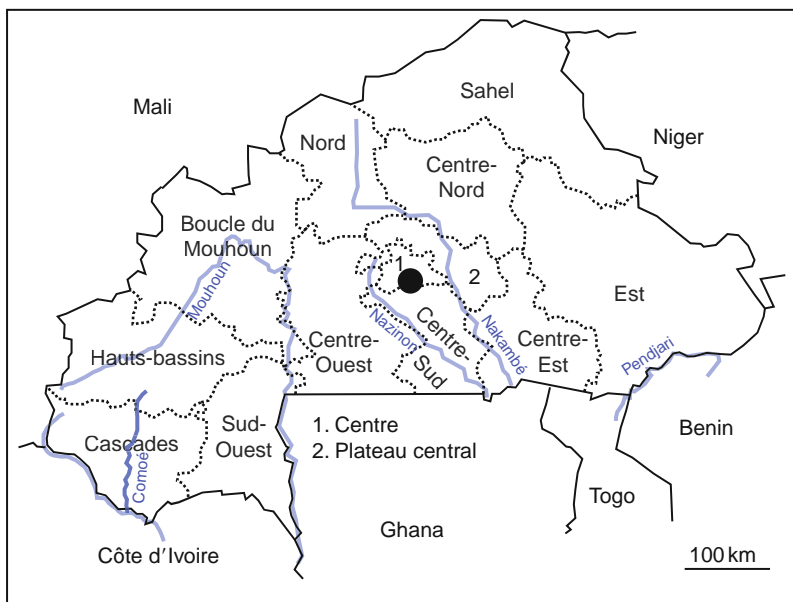 Sahel
Mali
Nord
Niger
Centre-
Nord
Boucle du
Mouhoun
Mouhoun
1
2
Est
Nazinon
Centre-
Sud
Nakambé
Centre-
Ouest
Centre-
Est
Pendjari
Hauts-bassins
Sud-
Ouest
Cascades
Comoé
1. Centre
2. Plateau central
Benin
Togo
Ghana
Côte d'Ivoire
100 km